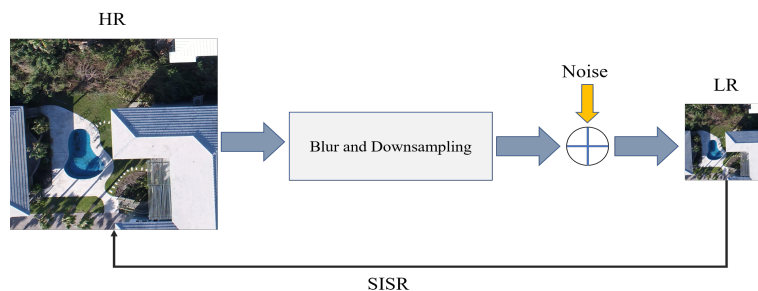 HR
Noise
LR
Blur and Downsampling
SISR